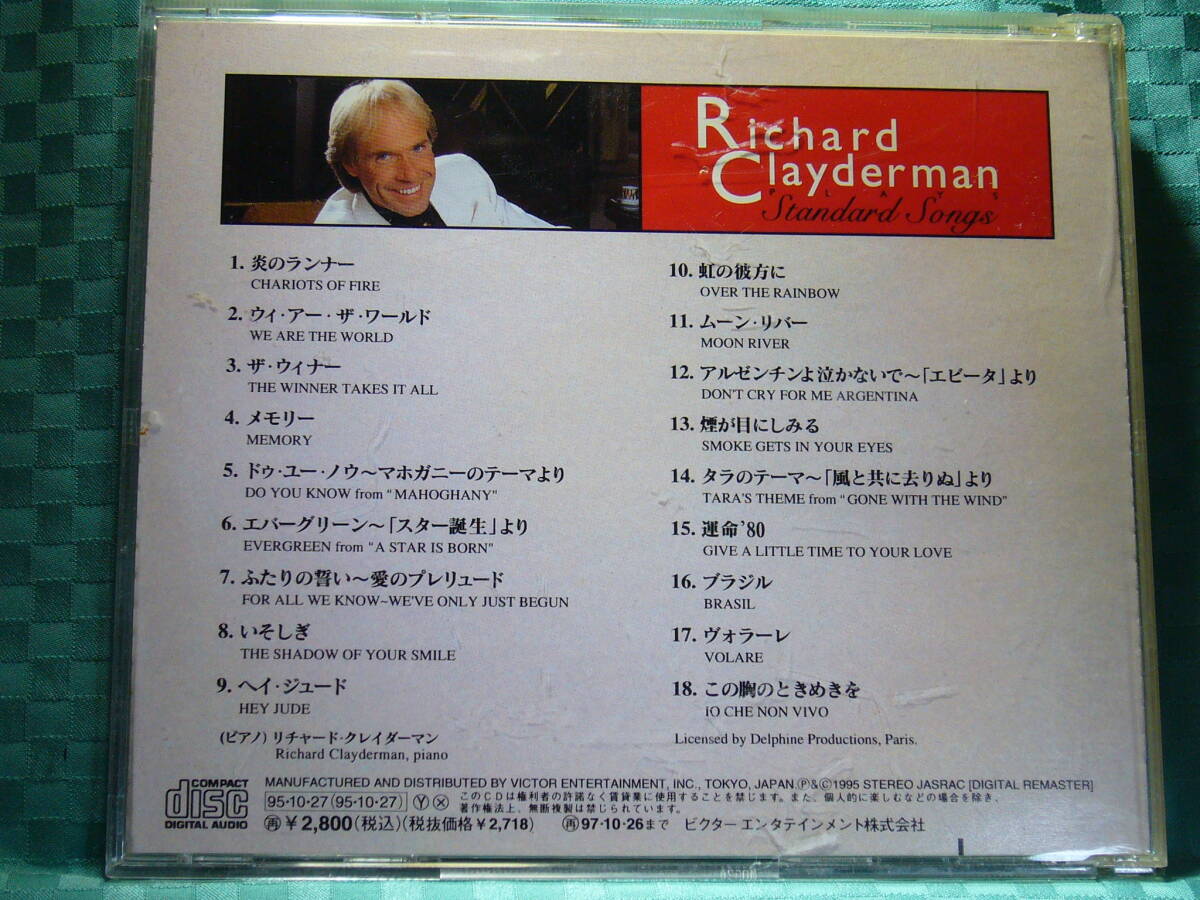 Richard
Clayderman
PLAYS
Standard Songs
1. 炎のランナー
CHARIOTS OF FIRE
2. ウィ・アー・ザ・ワールド
WE ARE THE WORLD
3. ザ・ウィナー
THE WINNER TAKES IT ALL
4. メモリー
MEMORY
5. ドゥ・ユー・ノウ〜マホガニーのテーマより
DO YOU KNOW from “MAHOGHANY”
6. エバーグリーン〜「スター誕生」より
EVERGREEN from “A STAR IS BORN”
7. ふたりの誓い〜愛のプレリュード
FOR ALL WE KNOW~WE'VE ONLY JUST BEGUN
8. いそしぎ
THE SHADOW OF YOUR SMILE
9. ヘイ・ジュード
HEY JUDE
(ピアノ) リチャード・クレイダーマン
Richard Clayderman, piano
10. 虹の彼方に
OVER THE RAINBOW
11. ムーン・リバー
MOON RIVER
12. アルゼンチンよ泣かないで〜「エビータ」より
DON'T CRY FOR ME ARGENTINA
13. 煙が目にしみる
SMOKE GETS IN YOUR EYES
14. タラのテーマ〜「風と共に去りぬ」より
TARA'S THEME from “GONE WITH THE WIND”
15. 運命'80
GIVE A LITTLE TIME TO YOUR LOVE
16. ブラジル
BRASIL
17. ヴォラーレ
VOLARE
18. この胸のときめきを
iO CHE NON VIVO
Licensed by Delphine Productions, Paris.
COMPACT
disc
DIGITAL AUDIO
MANUFACTURED AND DISTRIBUTED BY VICTOR ENTERTAINMENT, INC., TOKYO, JAPAN.Ⓟ&Ⓒ1995 STEREO JASRAC [DIGITAL REMASTER]
95・10・27(95・10・27) Ⓨ ⓧ このCDは権利者の許諾なく賃貸業に使用することを禁じます。また、個人的に楽しむなどの場合を除き、
著作権法上、無断複製は禁じられています。
㊢¥2,800(税込)(税抜価格¥2,718) ㊢97・10・26まで ビクターエンタテインメント株式会社